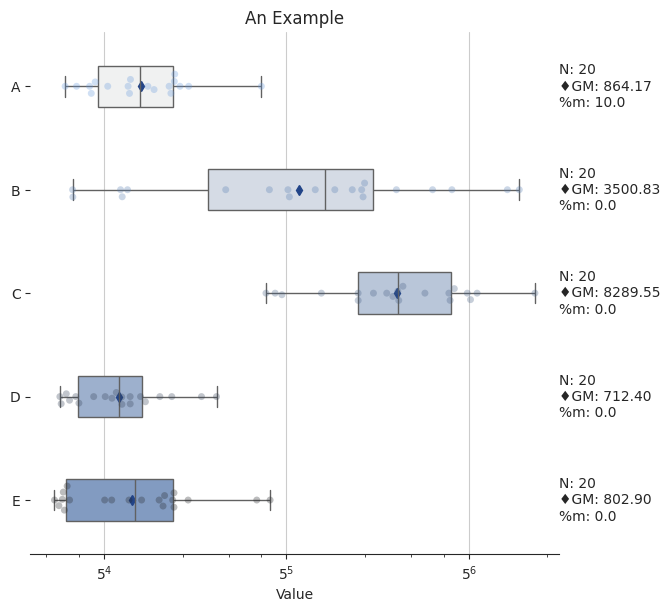 An Example
A
N: 20
♦GM: 864.17
%m: 10.0
B
N: 20
♦GM: 3500.83
%m: 0.0
C
N: 20
♦GM: 8289.55
%m: 0.0
D
N: 20
♦GM: 712.40
%m: 0.0
E
N: 20
♦GM: 802.90
%m: 0.0
5⁴ 5⁵ 5⁶
Value